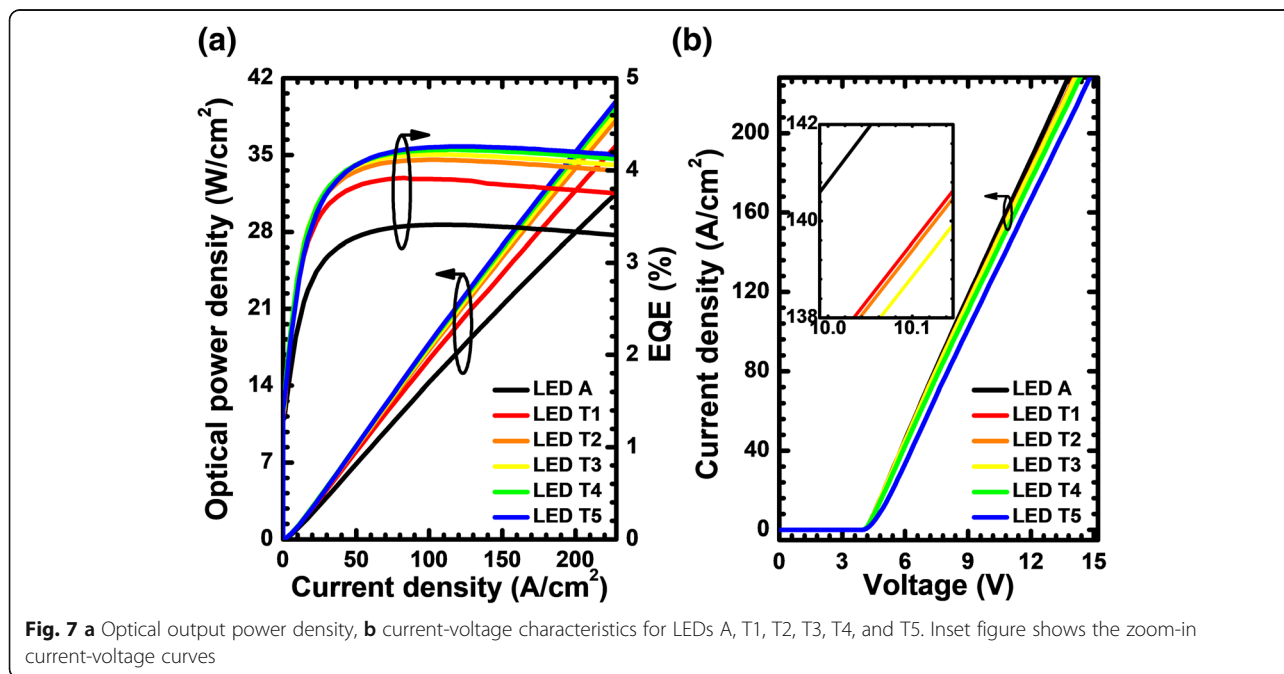 (a)
Optical power density (W/cm²)
42
35
28
21
14
7
0
5
4
3
2
1
0
EQE (%)
LED A
LED T1
LED T2
LED T3
LED T4
LED T5
0 50 100 150 200
Current density (A/cm²)
(b)
Current density (A/cm²)
200
160
120
80
40
0
142
140
138
10.0 10.1
LED A
LED T1
LED T2
LED T3
LED T4
LED T5
0 3 6 9 12 15
Voltage (V)
Fig. 7 a Optical output power density, b current-voltage characteristics for LEDs A, T1, T2, T3, T4, and T5. Inset figure shows the zoom-in
current-voltage curves